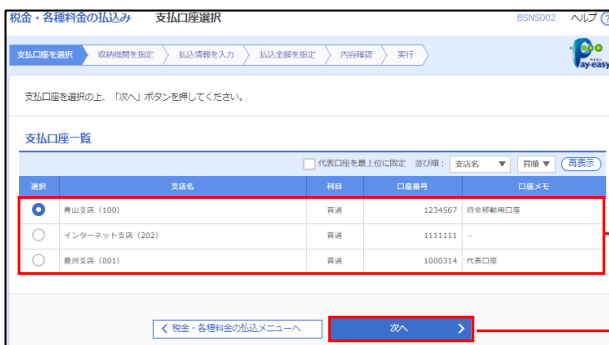 税金・各種料金の払込み 支払口座選択 BSNS002 ヘルプ ?
支払口座を選択 収納機関を指定 払込情報を入力 払込金額を指定 内容確認 実行
Pay-easy
支払口座を選択の上、「次へ」ボタンを押してください。
支払口座一覧
代表口座を最上位に固定 並び順： 支店名 ▼ 昇順 ▼ 再表示
選択 支店名 科目 口座番号 口座メモ
青山支店（100） 普通 1234567 資金移動用口座
インターネット支店（202） 普通 1111111 －
豊洲支店（001） 普通 1000314 代表口座
税金・各種料金の払込メニューへ 次へ